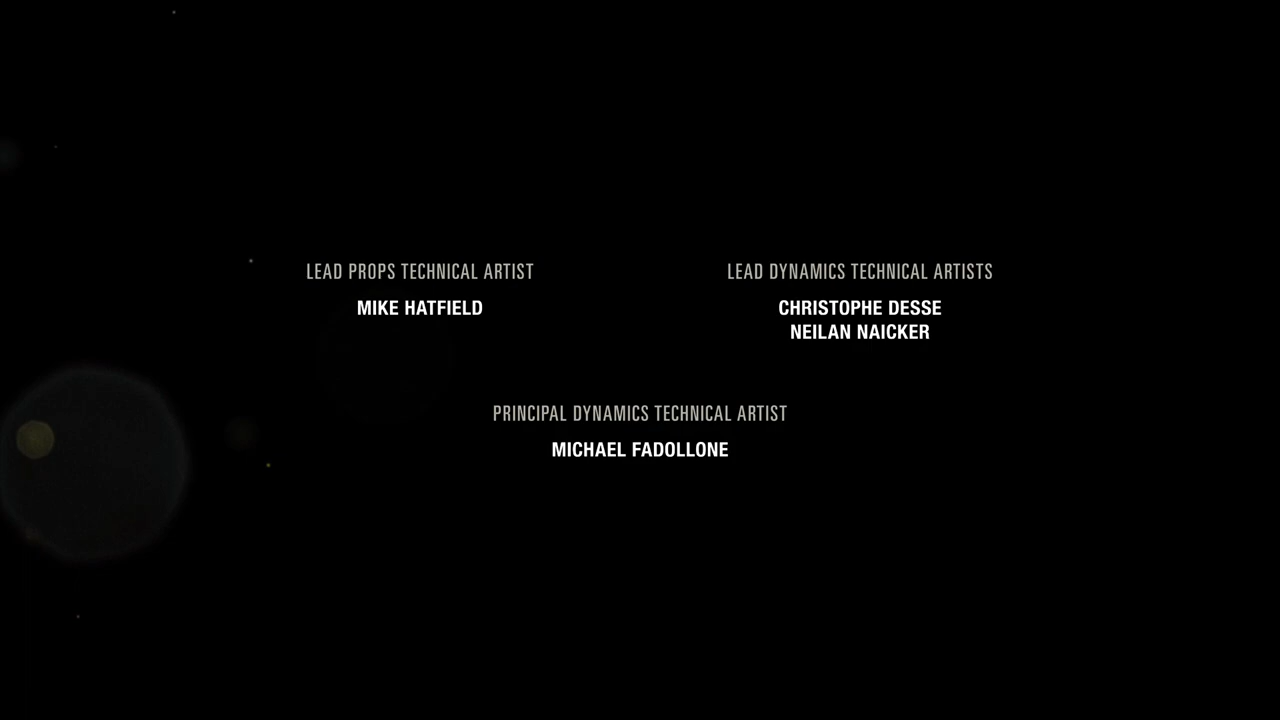 LEAD PROPS TECHNICAL ARTIST
MIKE HATFIELD
LEAD DYNAMICS TECHNICAL ARTISTS
CHRISTOPHE DESSE
NEILAN NAICKER
PRINCIPAL DYNAMICS TECHNICAL ARTIST
MICHAEL FADOLLONE